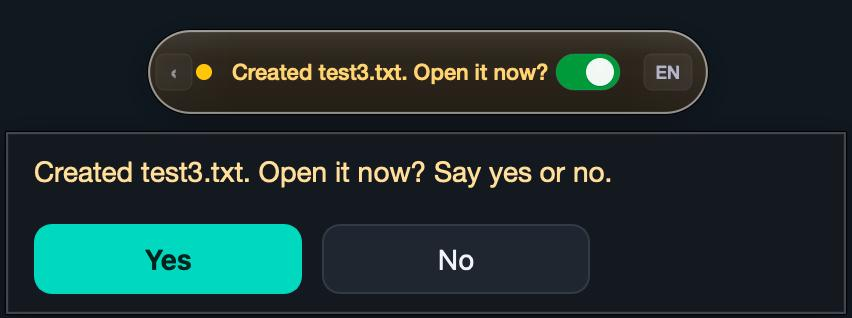 ‹ Created test3.txt. Open it now? EN
Created test3.txt. Open it now? Say yes or no.
Yes No